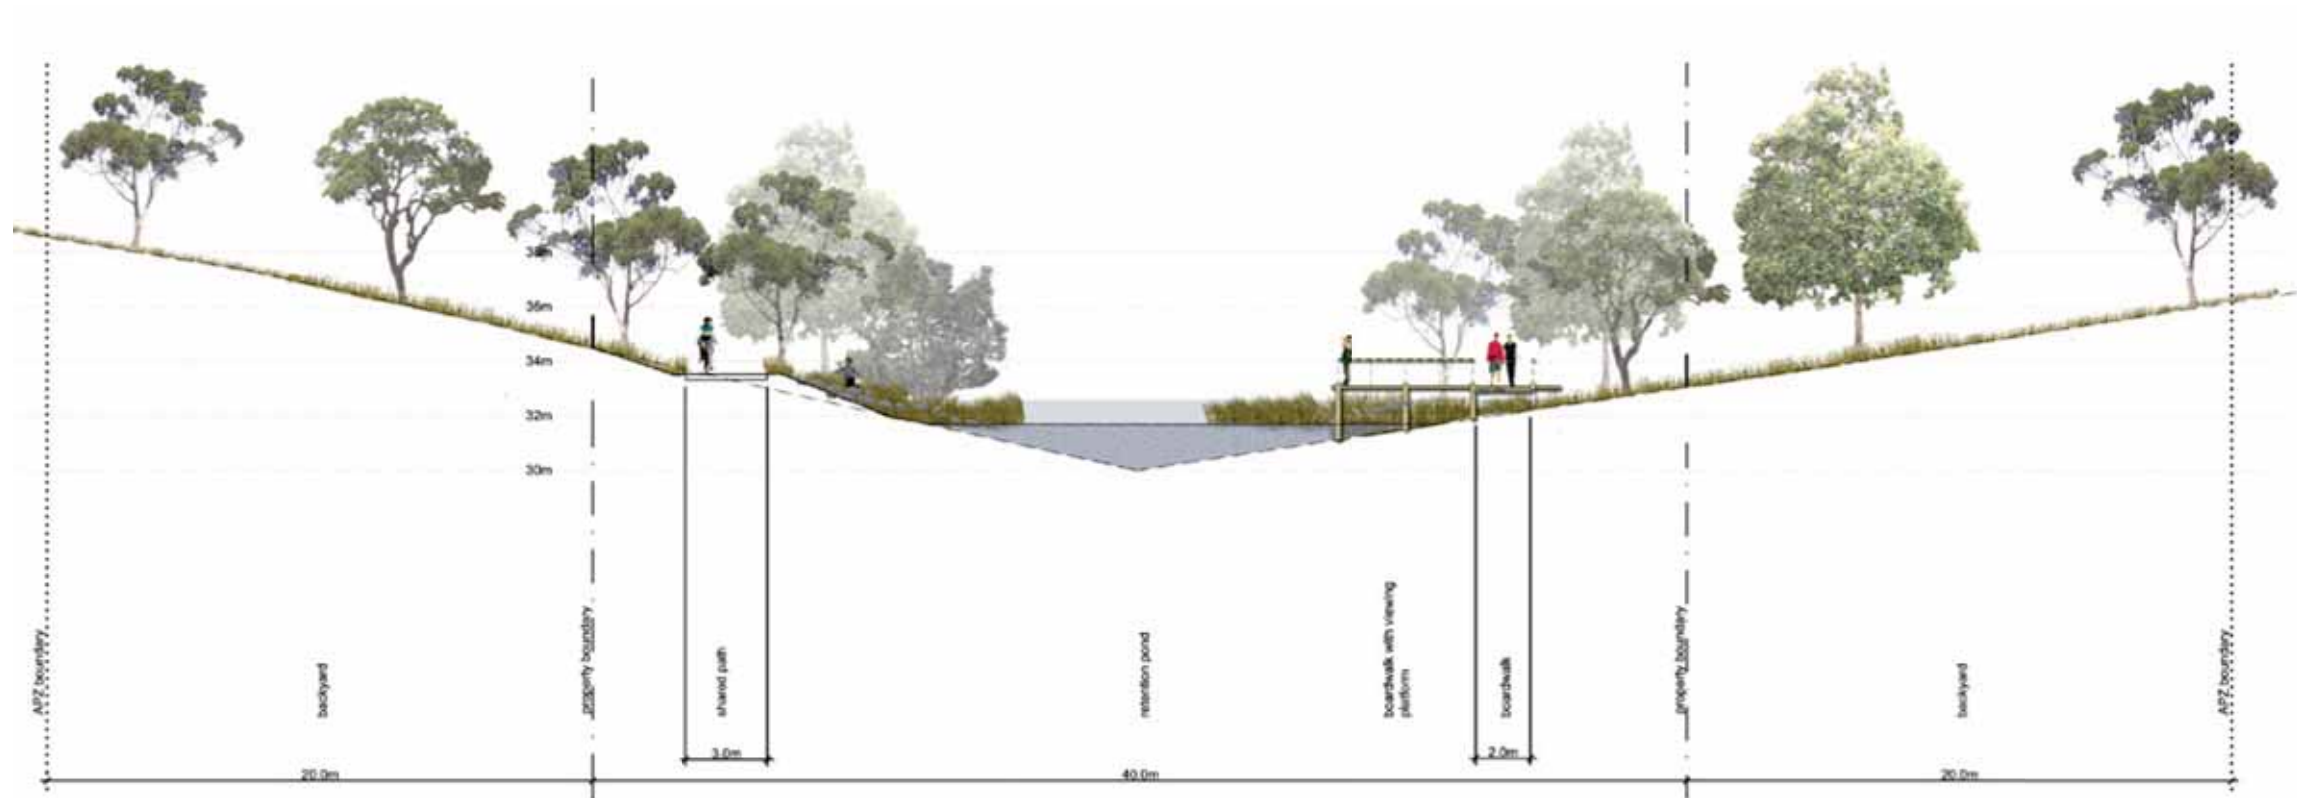 38m
36m
34m
32m
30m
APZ boundary
backyard
property boundary
shared path
retention pond
boardwalk with viewing
platform
boardwalk
property boundary
backyard
APZ boundary
3.0m
2.0m
20.0m
40.0m
20.0m